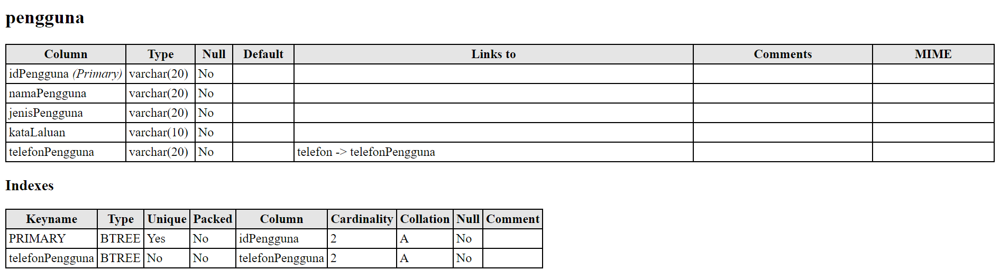 pengguna
Column Type Null Default Links to Comments MIME
idPengguna (Primary) varchar(20) No
namaPengguna varchar(20) No
jenisPengguna varchar(20) No
kataLaluan varchar(10) No
telefonPengguna varchar(20) No telefon -> telefonPengguna
Indexes
Keyname Type Unique Packed Column Cardinality Collation Null Comment
PRIMARY BTREE Yes No idPengguna 2 A No
telefonPengguna BTREE No No telefonPengguna 2 A No